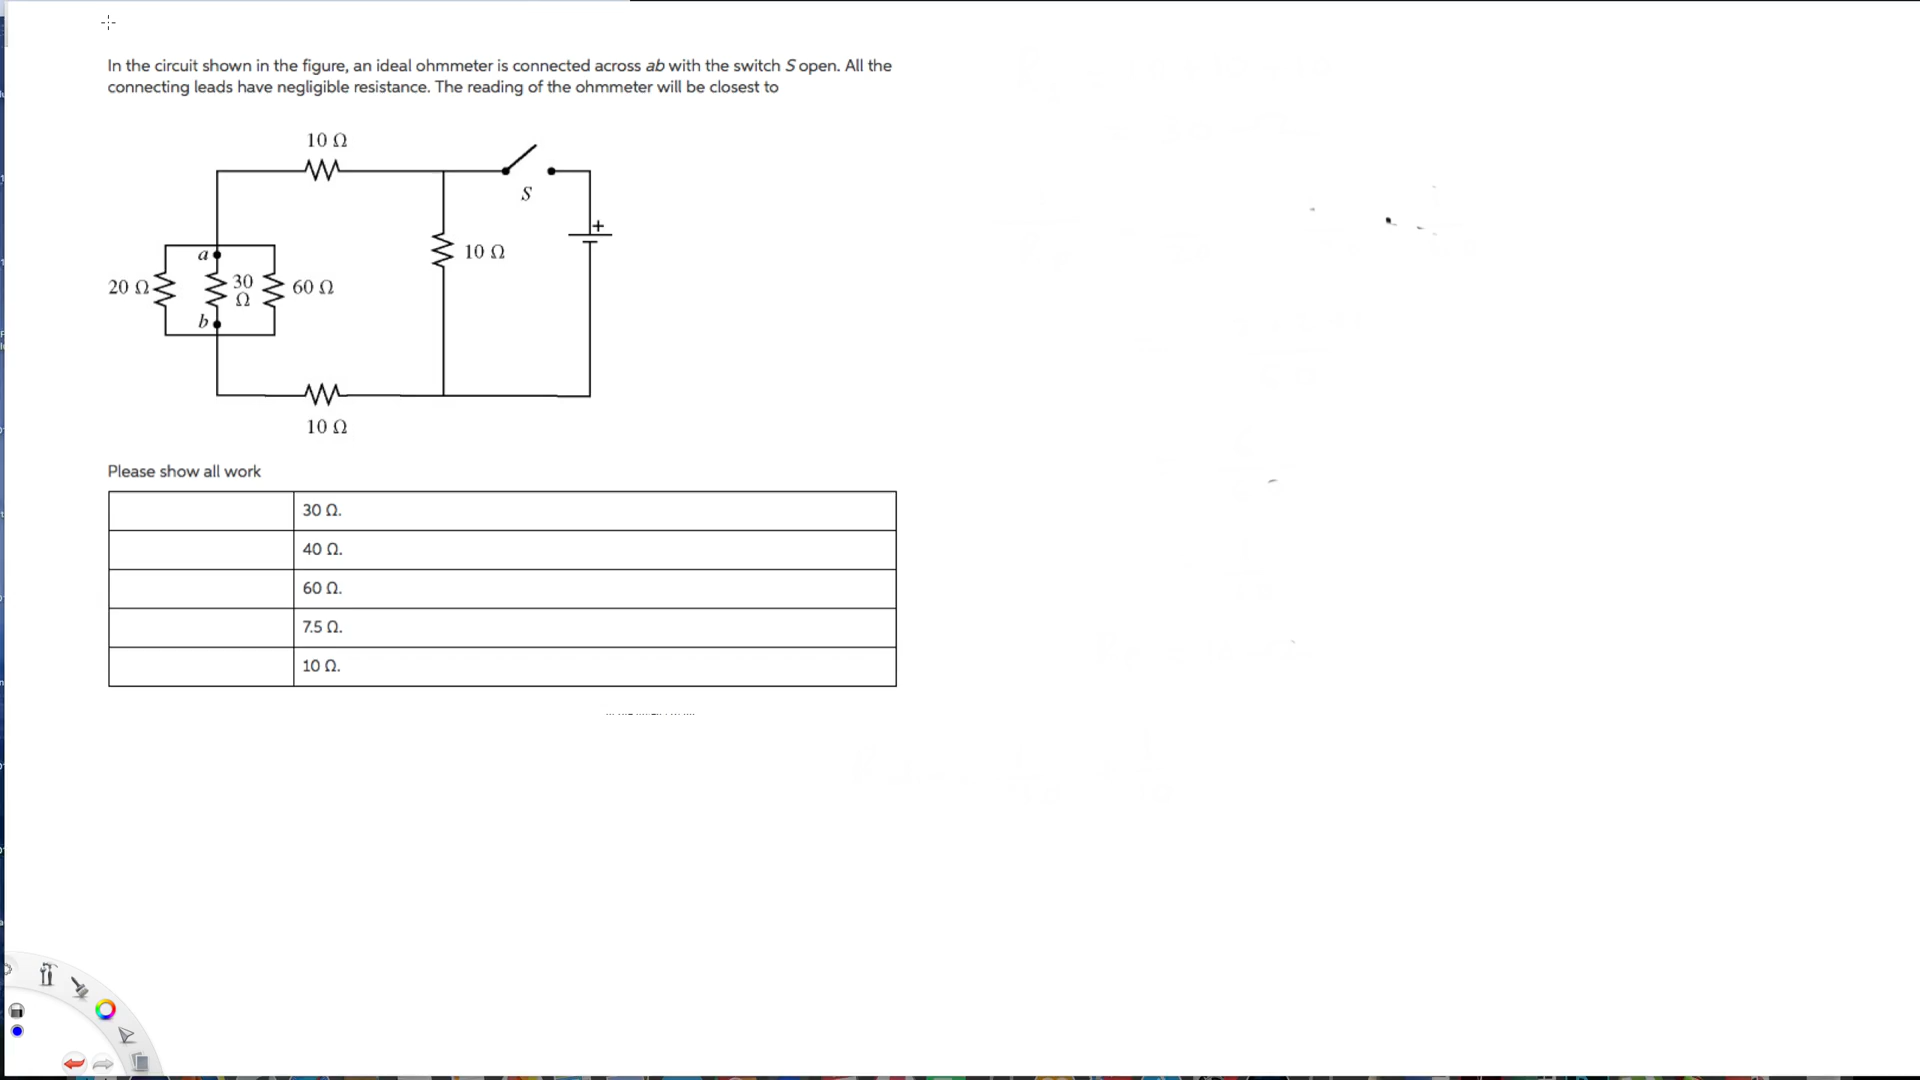 In the circuit shown in the figure, an ideal ohmmeter is connected across ab with the switch S open. All the
connecting leads have negligible resistance. The reading of the ohmmeter will be closest to
10 Ω
S
+
a
10 Ω
20 Ω
30
Ω
60 Ω
b
10 Ω
Please show all work
30 Ω.
40 Ω.
60 Ω.
7.5 Ω.
10 Ω.